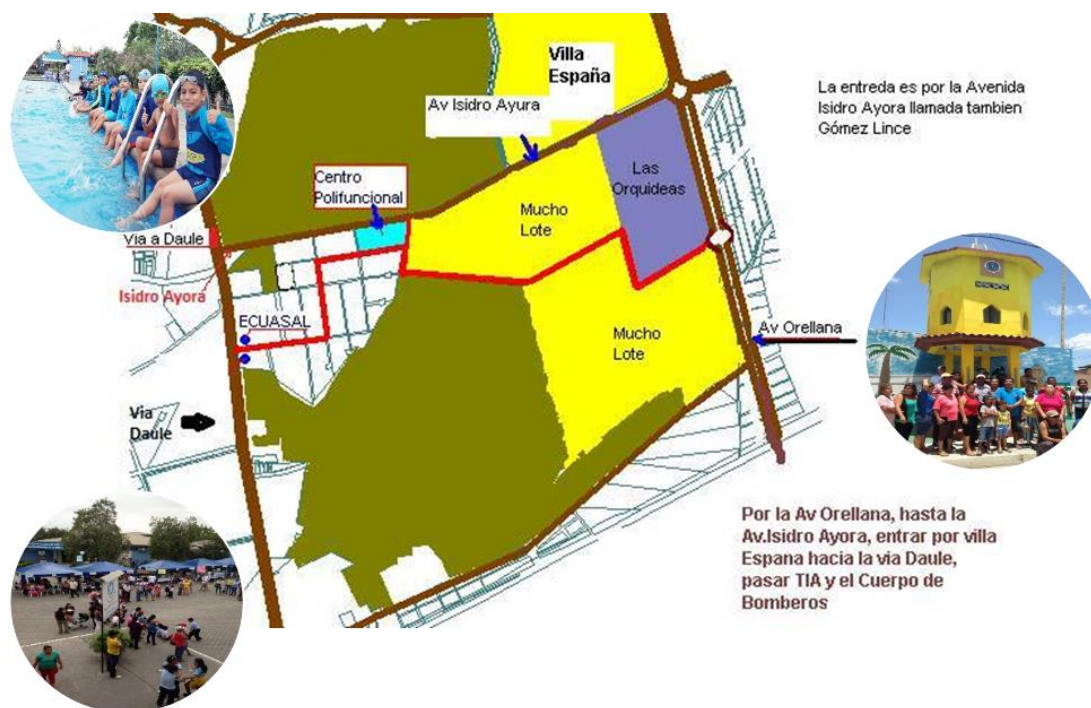 Villa
España
La entreda es por la Avenida
Isidro Ayora llamada tambien
Gómez Lince
Av Isidro Ayura
Las
Orquideas
Centro
Polifuncional
Mucho
Lote
Via a Daule
Isidro Ayora
ECUASAL
Mucho
Lote
Av Orellana
Via
Daule
Por la Av Orellana, hasta la
Av.Isidro Ayora, entrar por villa
Espana hacia la via Daule,
pasar TIA y el Cuerpo de
Bomberos